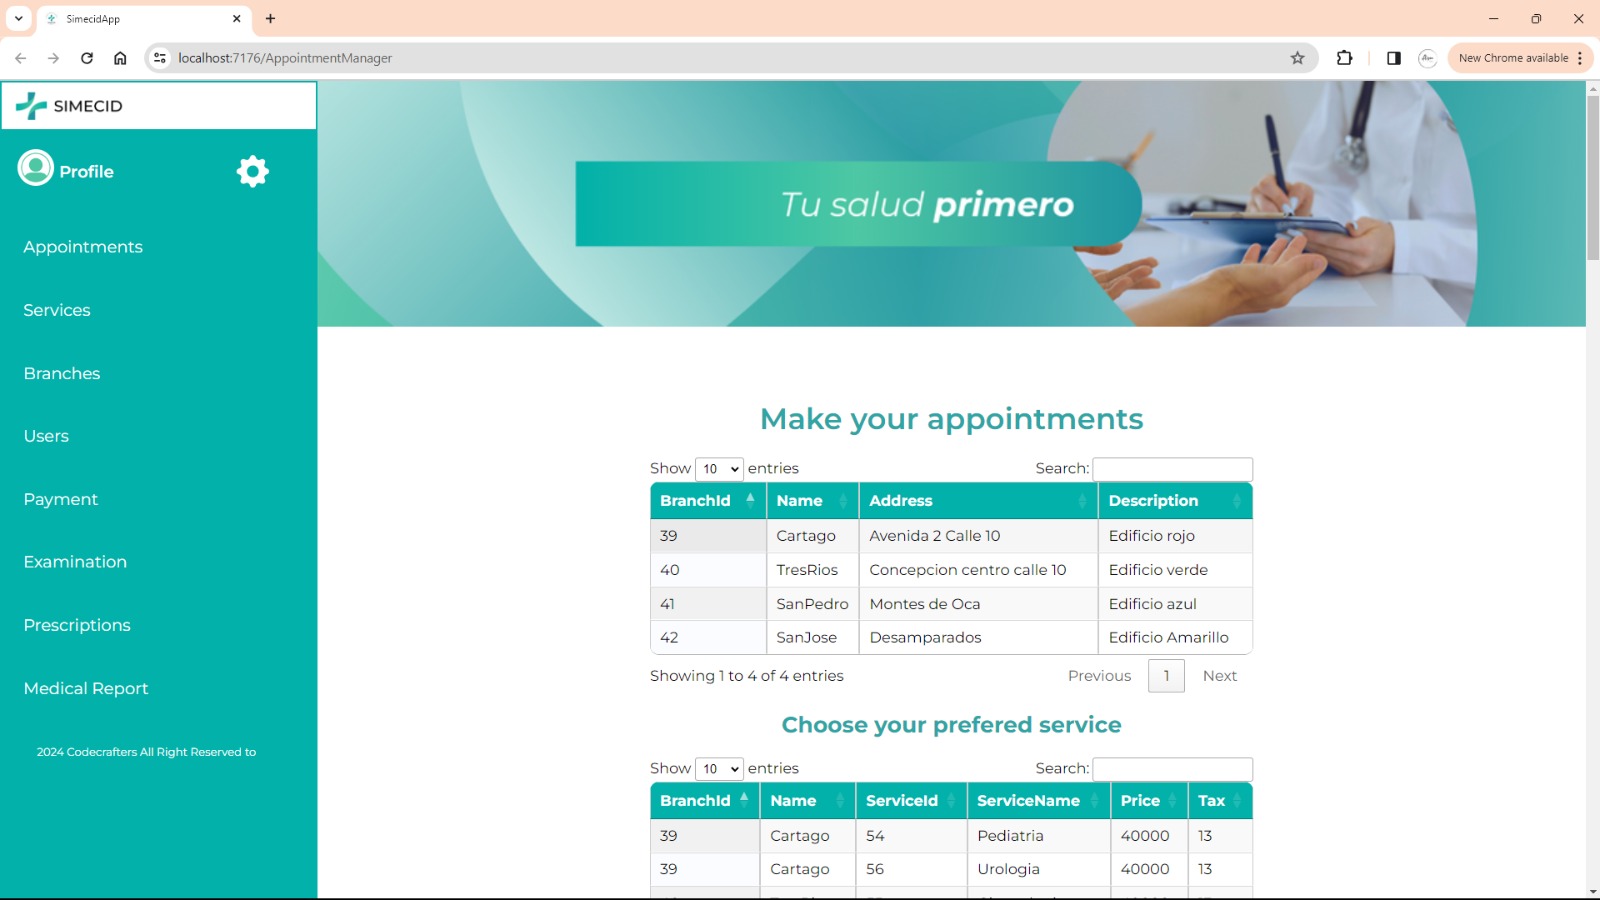 SimecidApp
localhost:7176/AppointmentManager
New Chrome available
SIMECID
Profile
Appointments
Services
Branches
Users
Payment
Examination
Prescriptions
Medical Report
2024 Codecrafters All Right Reserved to
Tu salud primero
Make your appointments
Show 10 entries Search:
BranchId Name Address Description
39 Cartago Avenida 2 Calle 10 Edificio rojo
40 TresRios Concepcion centro calle 10 Edificio verde
41 SanPedro Montes de Oca Edificio azul
42 SanJose Desamparados Edificio Amarillo
Showing 1 to 4 of 4 entries Previous 1 Next
Choose your prefered service
Show 10 entries Search:
BranchId Name ServiceId ServiceName Price Tax
39 Cartago 54 Pediatria 40000 13
39 Cartago 56 Urologia 40000 13